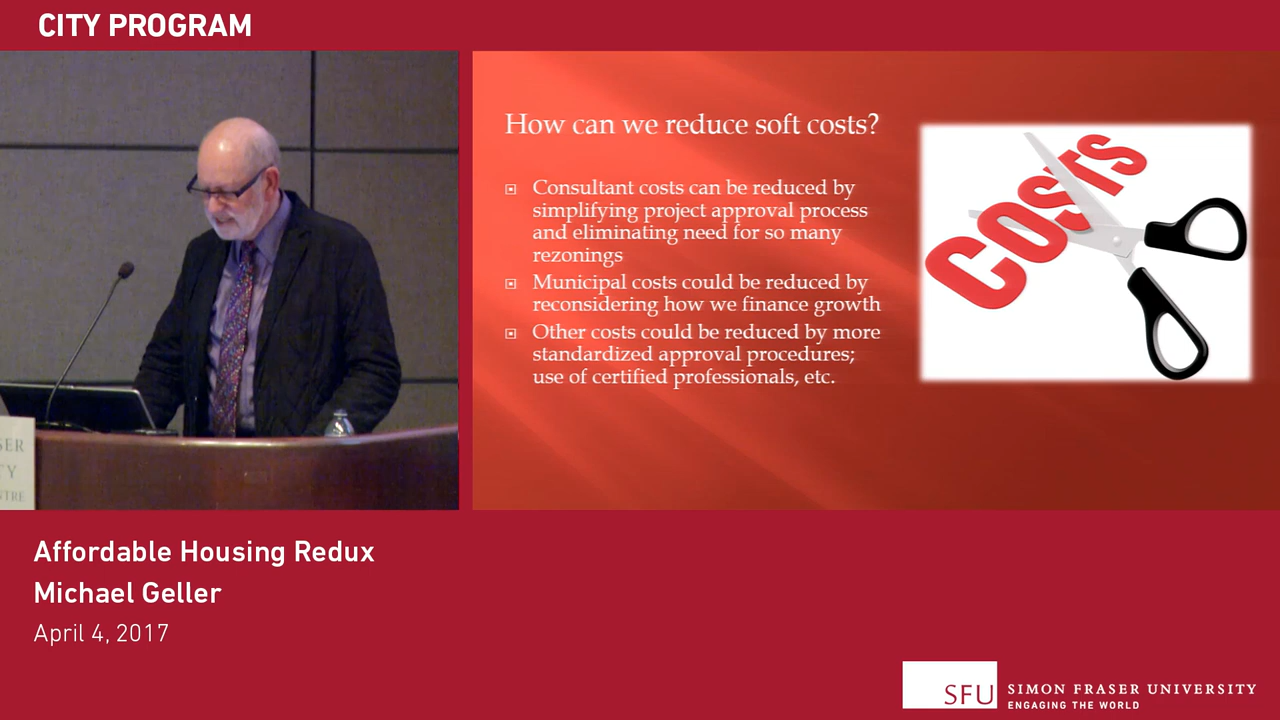 CITY PROGRAM
How can we reduce soft costs?
Consultant costs can be reduced by
simplifying project approval process
and eliminating need for so many
rezonings
Municipal costs could be reduced by
reconsidering how we finance growth
Other costs could be reduced by more
standardized approval procedures;
use of certified professionals, etc.
COSTS
SER
TY
NTRE
Affordable Housing Redux
Michael Geller
April 4, 2017
SFU
SIMON FRASER UNIVERSITY
ENGAGING THE WORLD